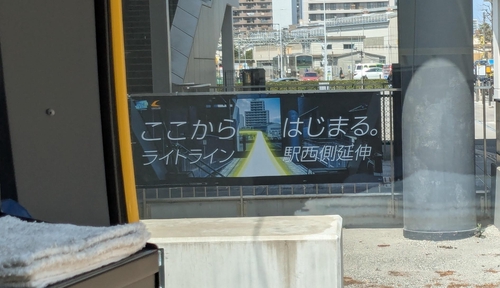 ここから はじまる。
ライトライン 駅西側延伸